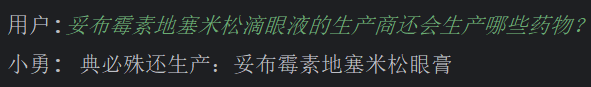 用户:妥布霉素地塞米松滴眼液的生产商还会生产哪些药物?
小勇: 典必殊还生产：妥布霉素地塞米松眼膏